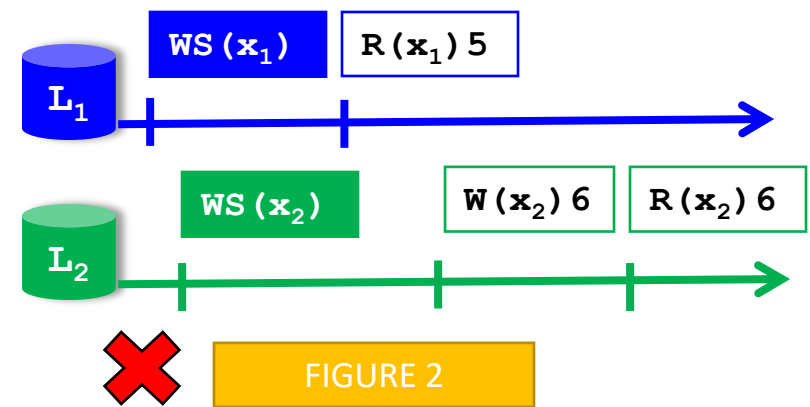 WS(x₁) R(x₁)5
L₁
WS(x₂) W(x₂)6 R(x₂)6
L₂
FIGURE 2